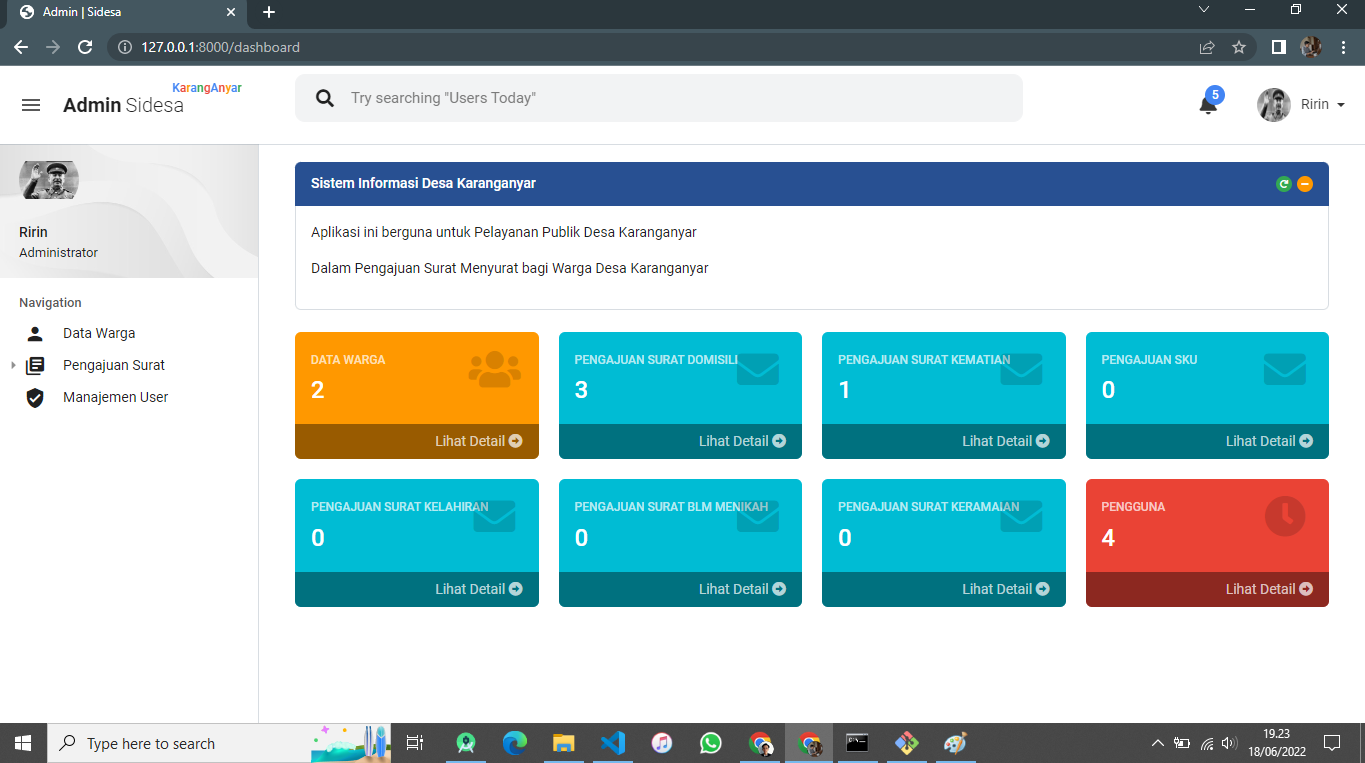 Admin | Sidesa
127.0.0.1:8000/dashboard
KarangAnyar
Admin Sidesa
Try searching "Users Today"
5
Ririn
Ririn
Administrator
Navigation
Data Warga
Pengajuan Surat
Manajemen User
Sistem Informasi Desa Karanganyar
Aplikasi ini berguna untuk Pelayanan Publik Desa Karanganyar
Dalam Pengajuan Surat Menyurat bagi Warga Desa Karanganyar
DATA WARGA
2
Lihat Detail
PENGAJUAN SURAT DOMISILI
3
Lihat Detail
PENGAJUAN SURAT KEMATIAN
1
Lihat Detail
PENGAJUAN SKU
0
Lihat Detail
PENGAJUAN SURAT KELAHIRAN
0
Lihat Detail
PENGAJUAN SURAT BLM MENIKAH
0
Lihat Detail
PENGAJUAN SURAT KERAMAIAN
0
Lihat Detail
PENGGUNA
4
Lihat Detail
Type here to search
19.23
18/06/2022